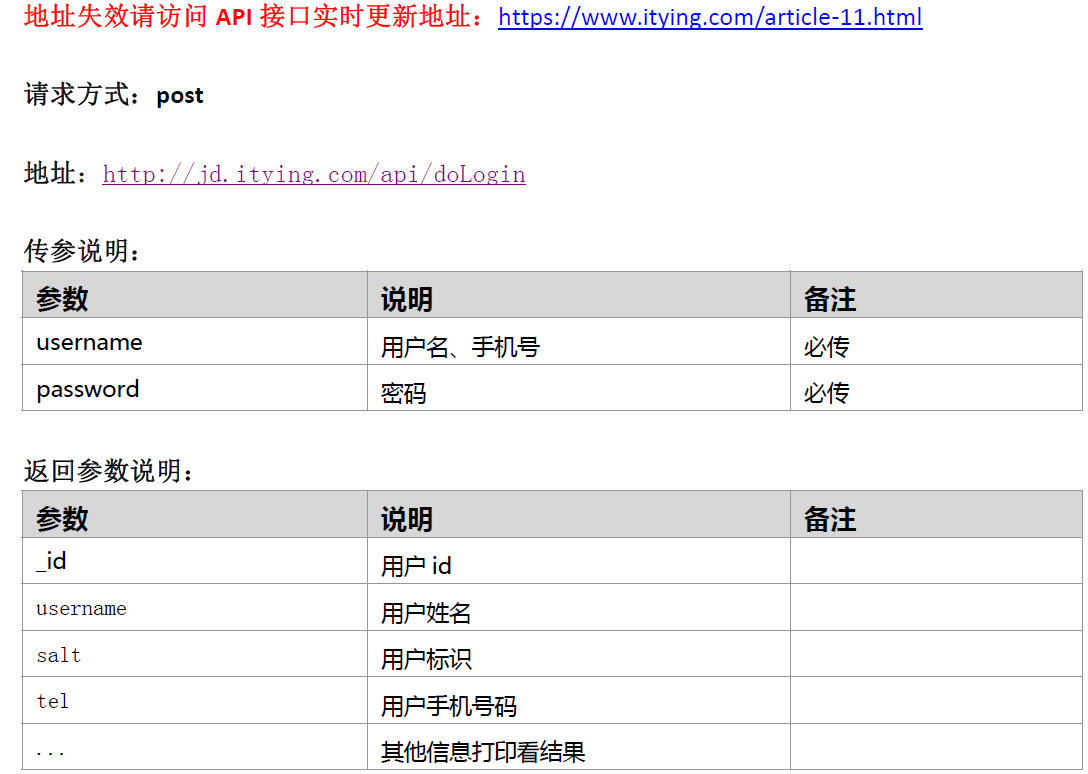 地址失效请访问 API 接口实时更新地址：https://www.itying.com/article-11.html
请求方式：post
地址：http://jd.itying.com/api/doLogin
传参说明：
参数 说明 备注
username 用户名、手机号 必传
password 密码 必传
返回参数说明：
参数 说明 备注
_id 用户 id
username 用户姓名
salt 用户标识
tel 用户手机号码
... 其他信息打印看结果